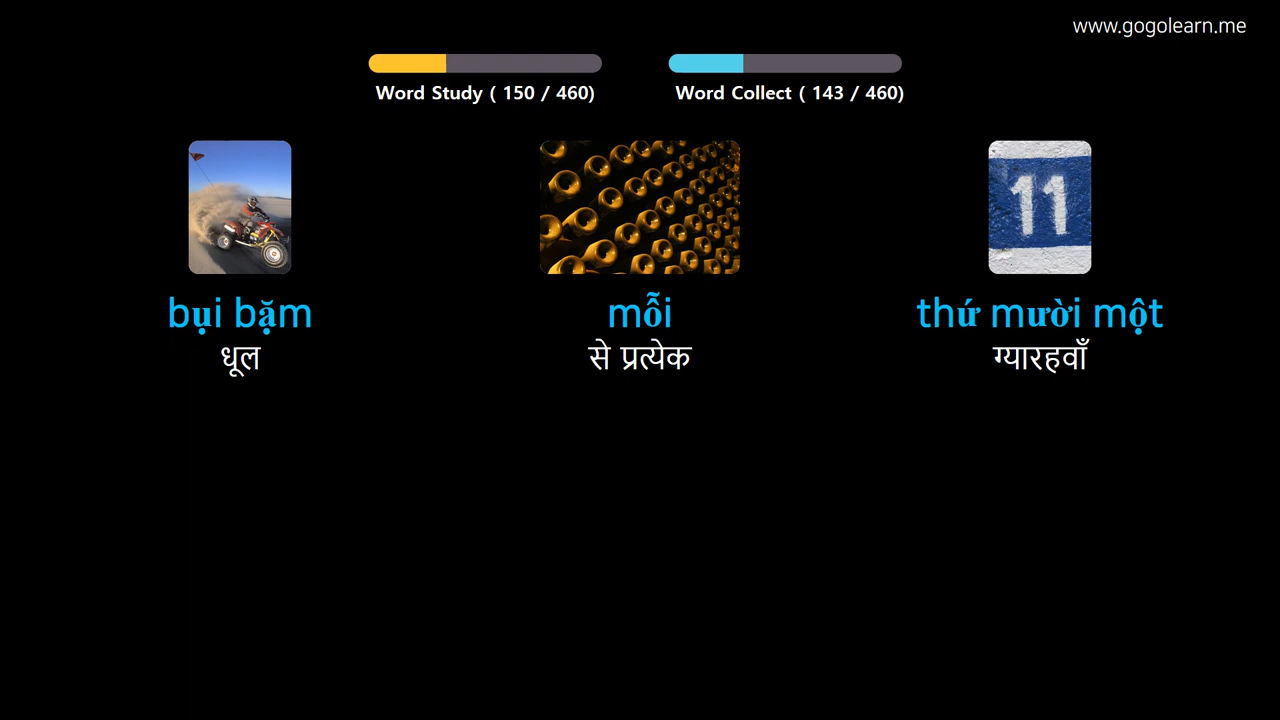 www.gogolearn.me
Word Study ( 150 / 460)
Word Collect ( 143 / 460)
11
bụi bặm
mỗi
thứ mười một
धूल
से प्रत्येक
ग्यारहवाँ